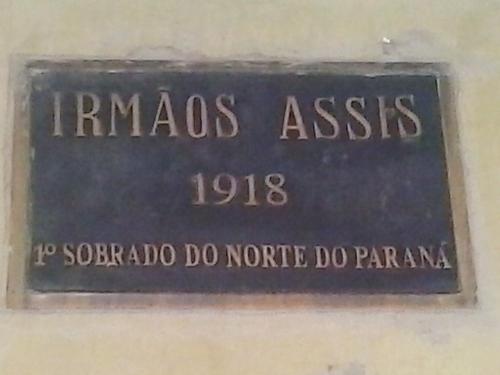 IRMÃOS ASSIS
1918
1º SOBRADO DO NORTE DO PARANÁ